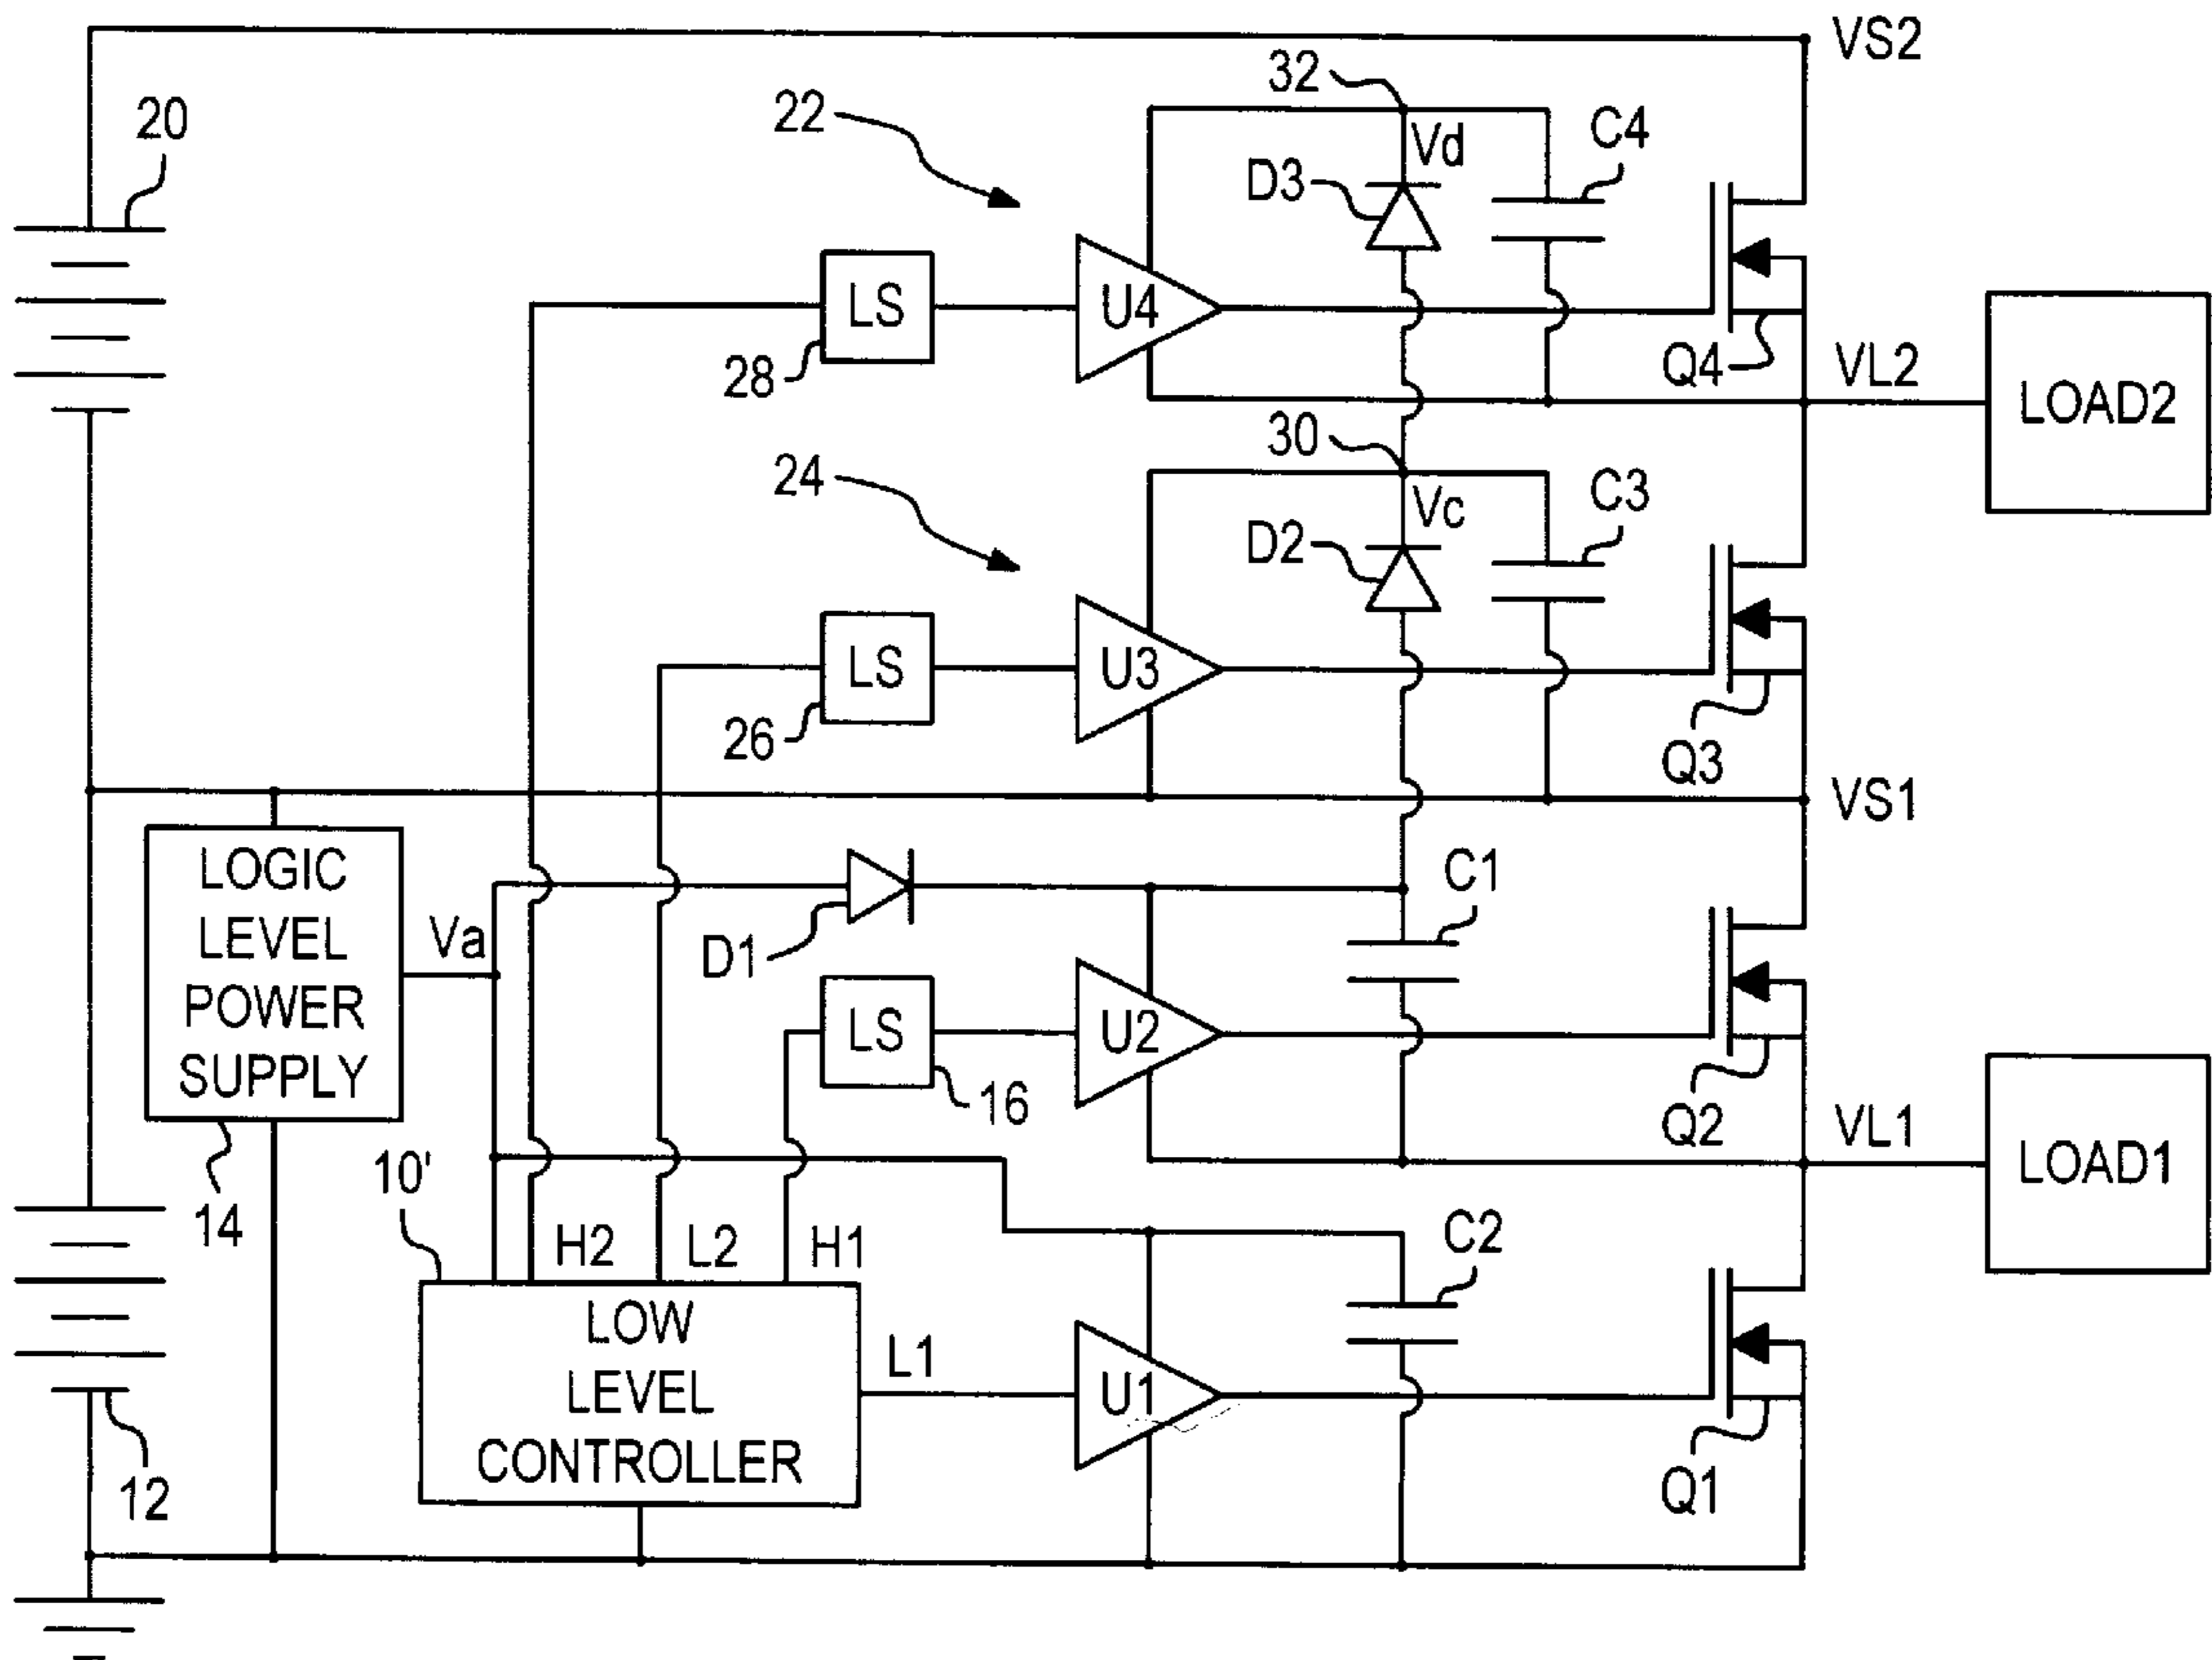 VS2
32
22
20
Vd
C4
D3
LS
U4
28
Q4
VL2
LOAD2
30
24
Vc
C3
D2
LS
U3
26
Q3
VS1
LOGIC
LEVEL
POWER
SUPPLY
Va
D1
C1
LS
U2
16
Q2
VL1
LOAD1
10'
14
H2
L2
H1
C2
LOW
LEVEL
CONTROLLER
L1
U1
12
Q1